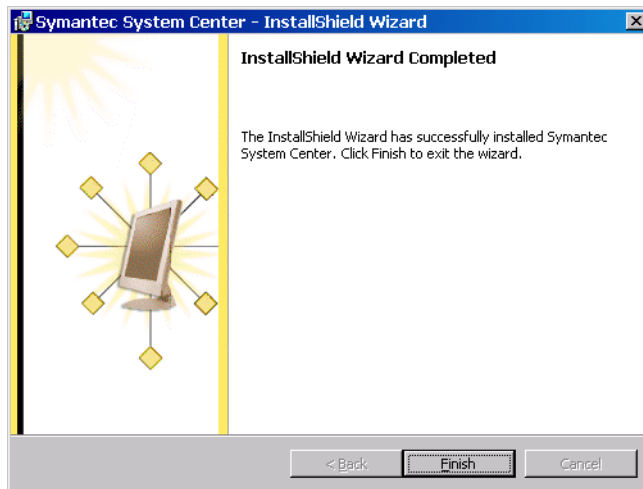 Symantec System Center - InstallShield Wizard
InstallShield Wizard Completed
The InstallShield Wizard has successfully installed Symantec
System Center. Click Finish to exit the wizard.
< Back
Finish
Cancel